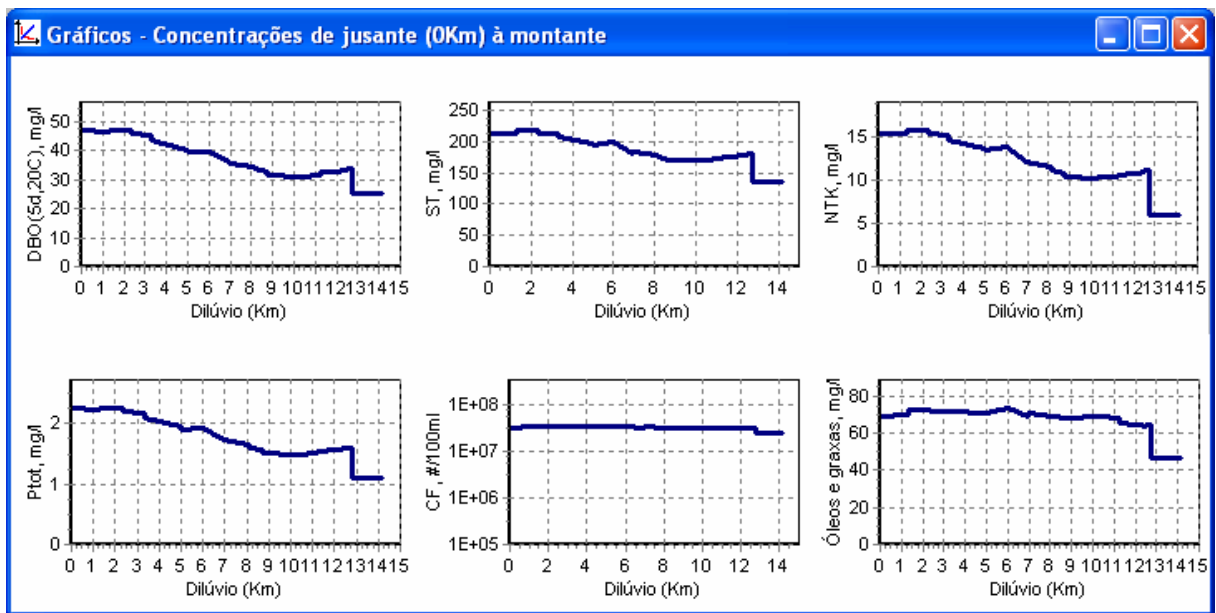 Gráficos - Concentrações de jusante (0Km) à montante
DBO(5d,20C), mg/l
50
40
30
20
10
0
0 1 2 3 4 5 6 7 8 9 10 11 12 13 14 15
Dilúvio (Km)
ST, mg/l
250
200
150
100
50
0
0 2 4 6 8 10 12 14
Dilúvio (Km)
NTK, mg/l
15
10
5
0
0 1 2 3 4 5 6 7 8 9 10 11 12 13 14 15
Dilúvio (Km)
Ptot, mg/l
2
1
0
0 1 2 3 4 5 6 7 8 9 10 11 12 13 14 15
Dilúvio (Km)
CF, #/100ml
1E+08
1E+07
1E+06
1E+05
0 2 4 6 8 10 12 14
Dilúvio (Km)
Óleos e graxas, mg/l
80
60
40
20
0
0 1 2 3 4 5 6 7 8 9 10 11 12 13 14 15
Dilúvio (Km)